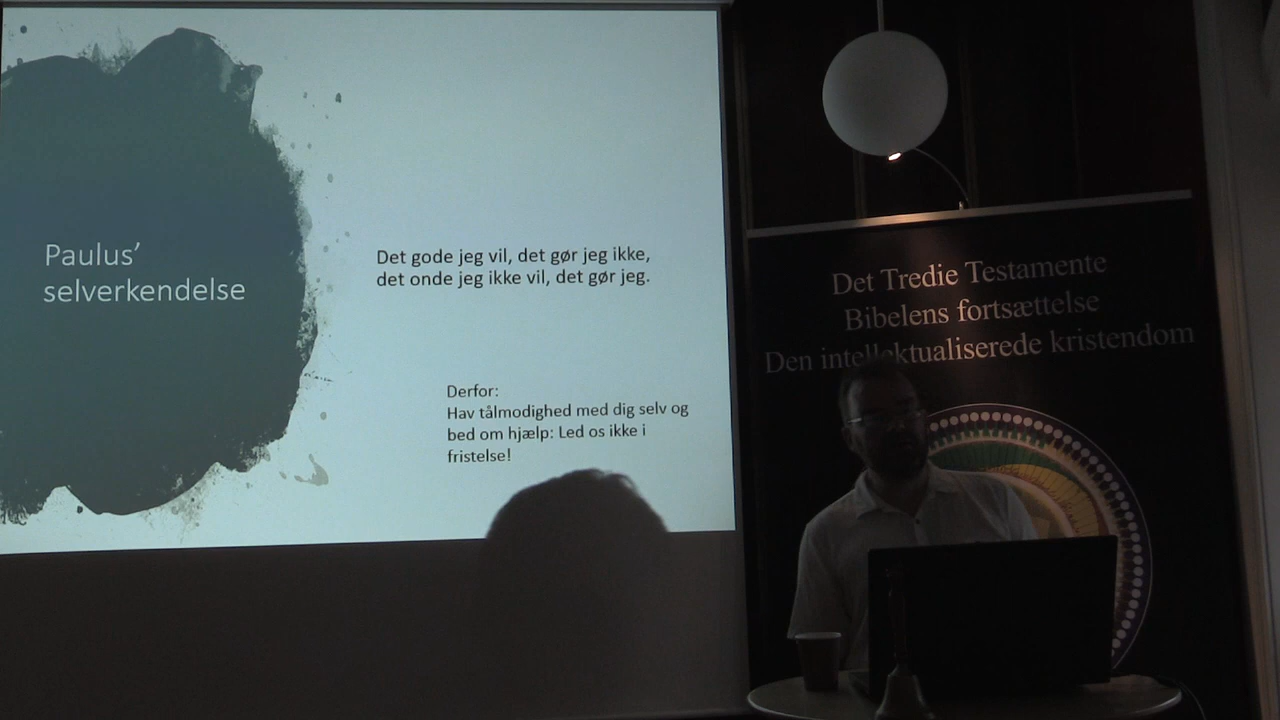 Paulus’
selverkendelse
Det gode jeg vil, det gør jeg ikke,
det onde jeg ikke vil, det gør jeg.
Derfor:
Hav tålmodighed med dig selv og
bed om hjælp: Led os ikke i
fristelse!
Det Tredie Testamente
Bibelens fortsættelse
Den intellektualiserede kristendom